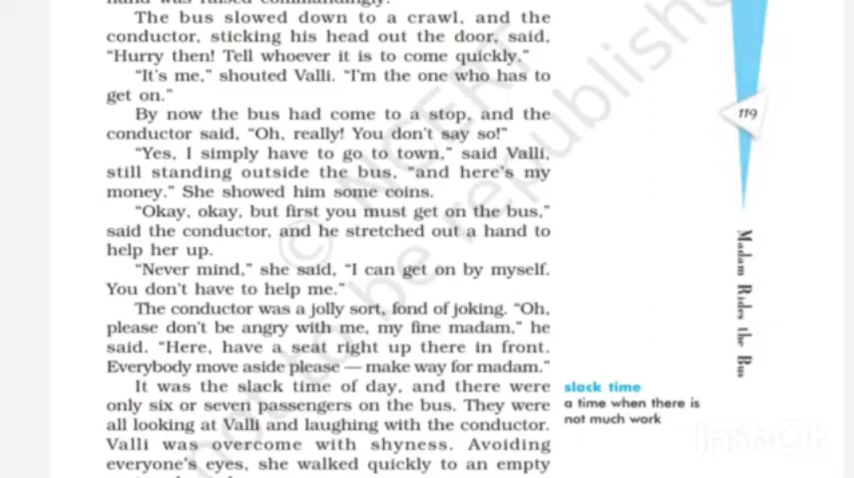 The bus slowed down to a crawl, and the
conductor, sticking his head out the door, said,
“Hurry then! Tell whoever it is to come quickly.”
“It's me,” shouted Valli. “I'm the one who has to
get on.”
By now the bus had come to a stop, and the
conductor said, “Oh, really! You don't say so!”
“Yes, I simply have to go to town,” said Valli,
still standing outside the bus, “and here's my
money.” She showed him some coins.
“Okay, okay, but first you must get on the bus,”
said the conductor, and he stretched out a hand to
help her up.
“Never mind,” she said, “I can get on by myself.
You don't have to help me.”
The conductor was a jolly sort, fond of joking. “Oh,
please don't be angry with me, my fine madam,” he
said. “Here, have a seat right up there in front.
Everybody move aside please — make way for madam.”
It was the slack time of day, and there were
only six or seven passengers on the bus. They were
all looking at Valli and laughing with the conductor.
Valli was overcome with shyness. Avoiding
everyone's eyes, she walked quickly to an empty
slack time
a time when there is
not much work
119
Madam Rides the Bus
© NCERT
not to be republished